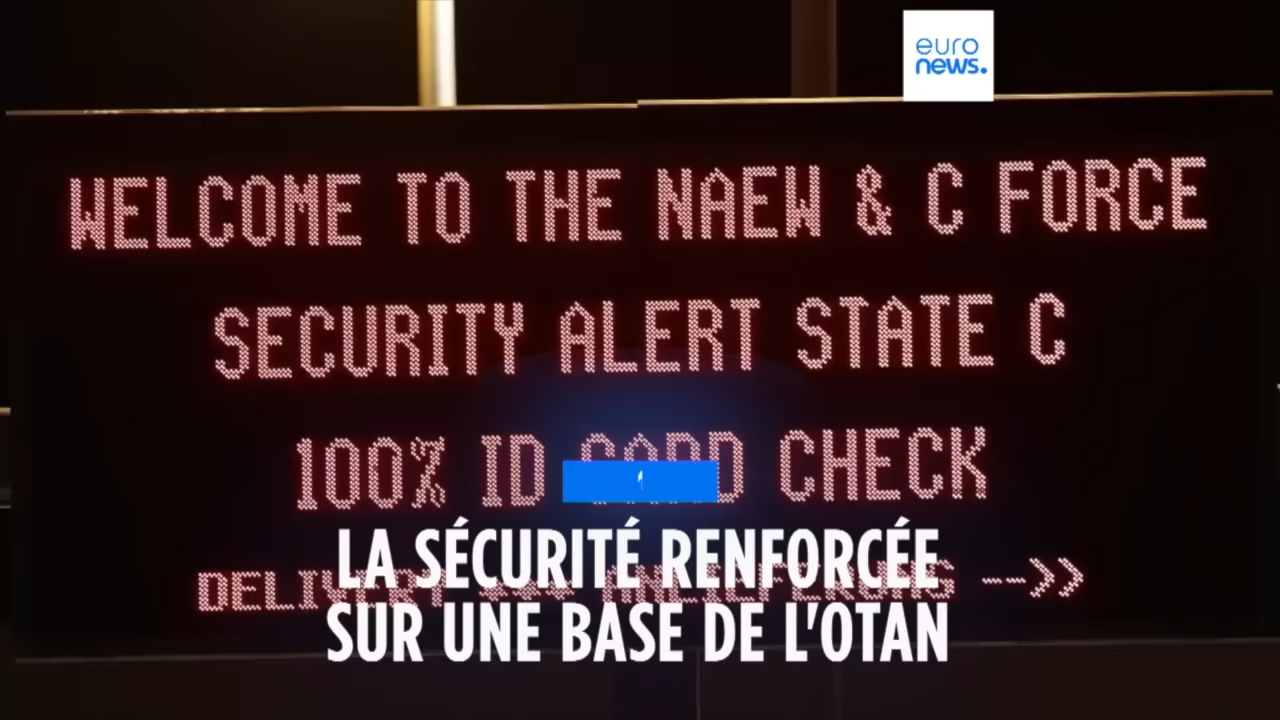 euro
news.
WELCOME TO THE NAEW & C FORCE
SECURITY ALERT STATE C
100% ID CARD CHECK
LA SÉCURITÉ RENFORCÉE
-->>
SUR UNE BASE DE L'OTAN